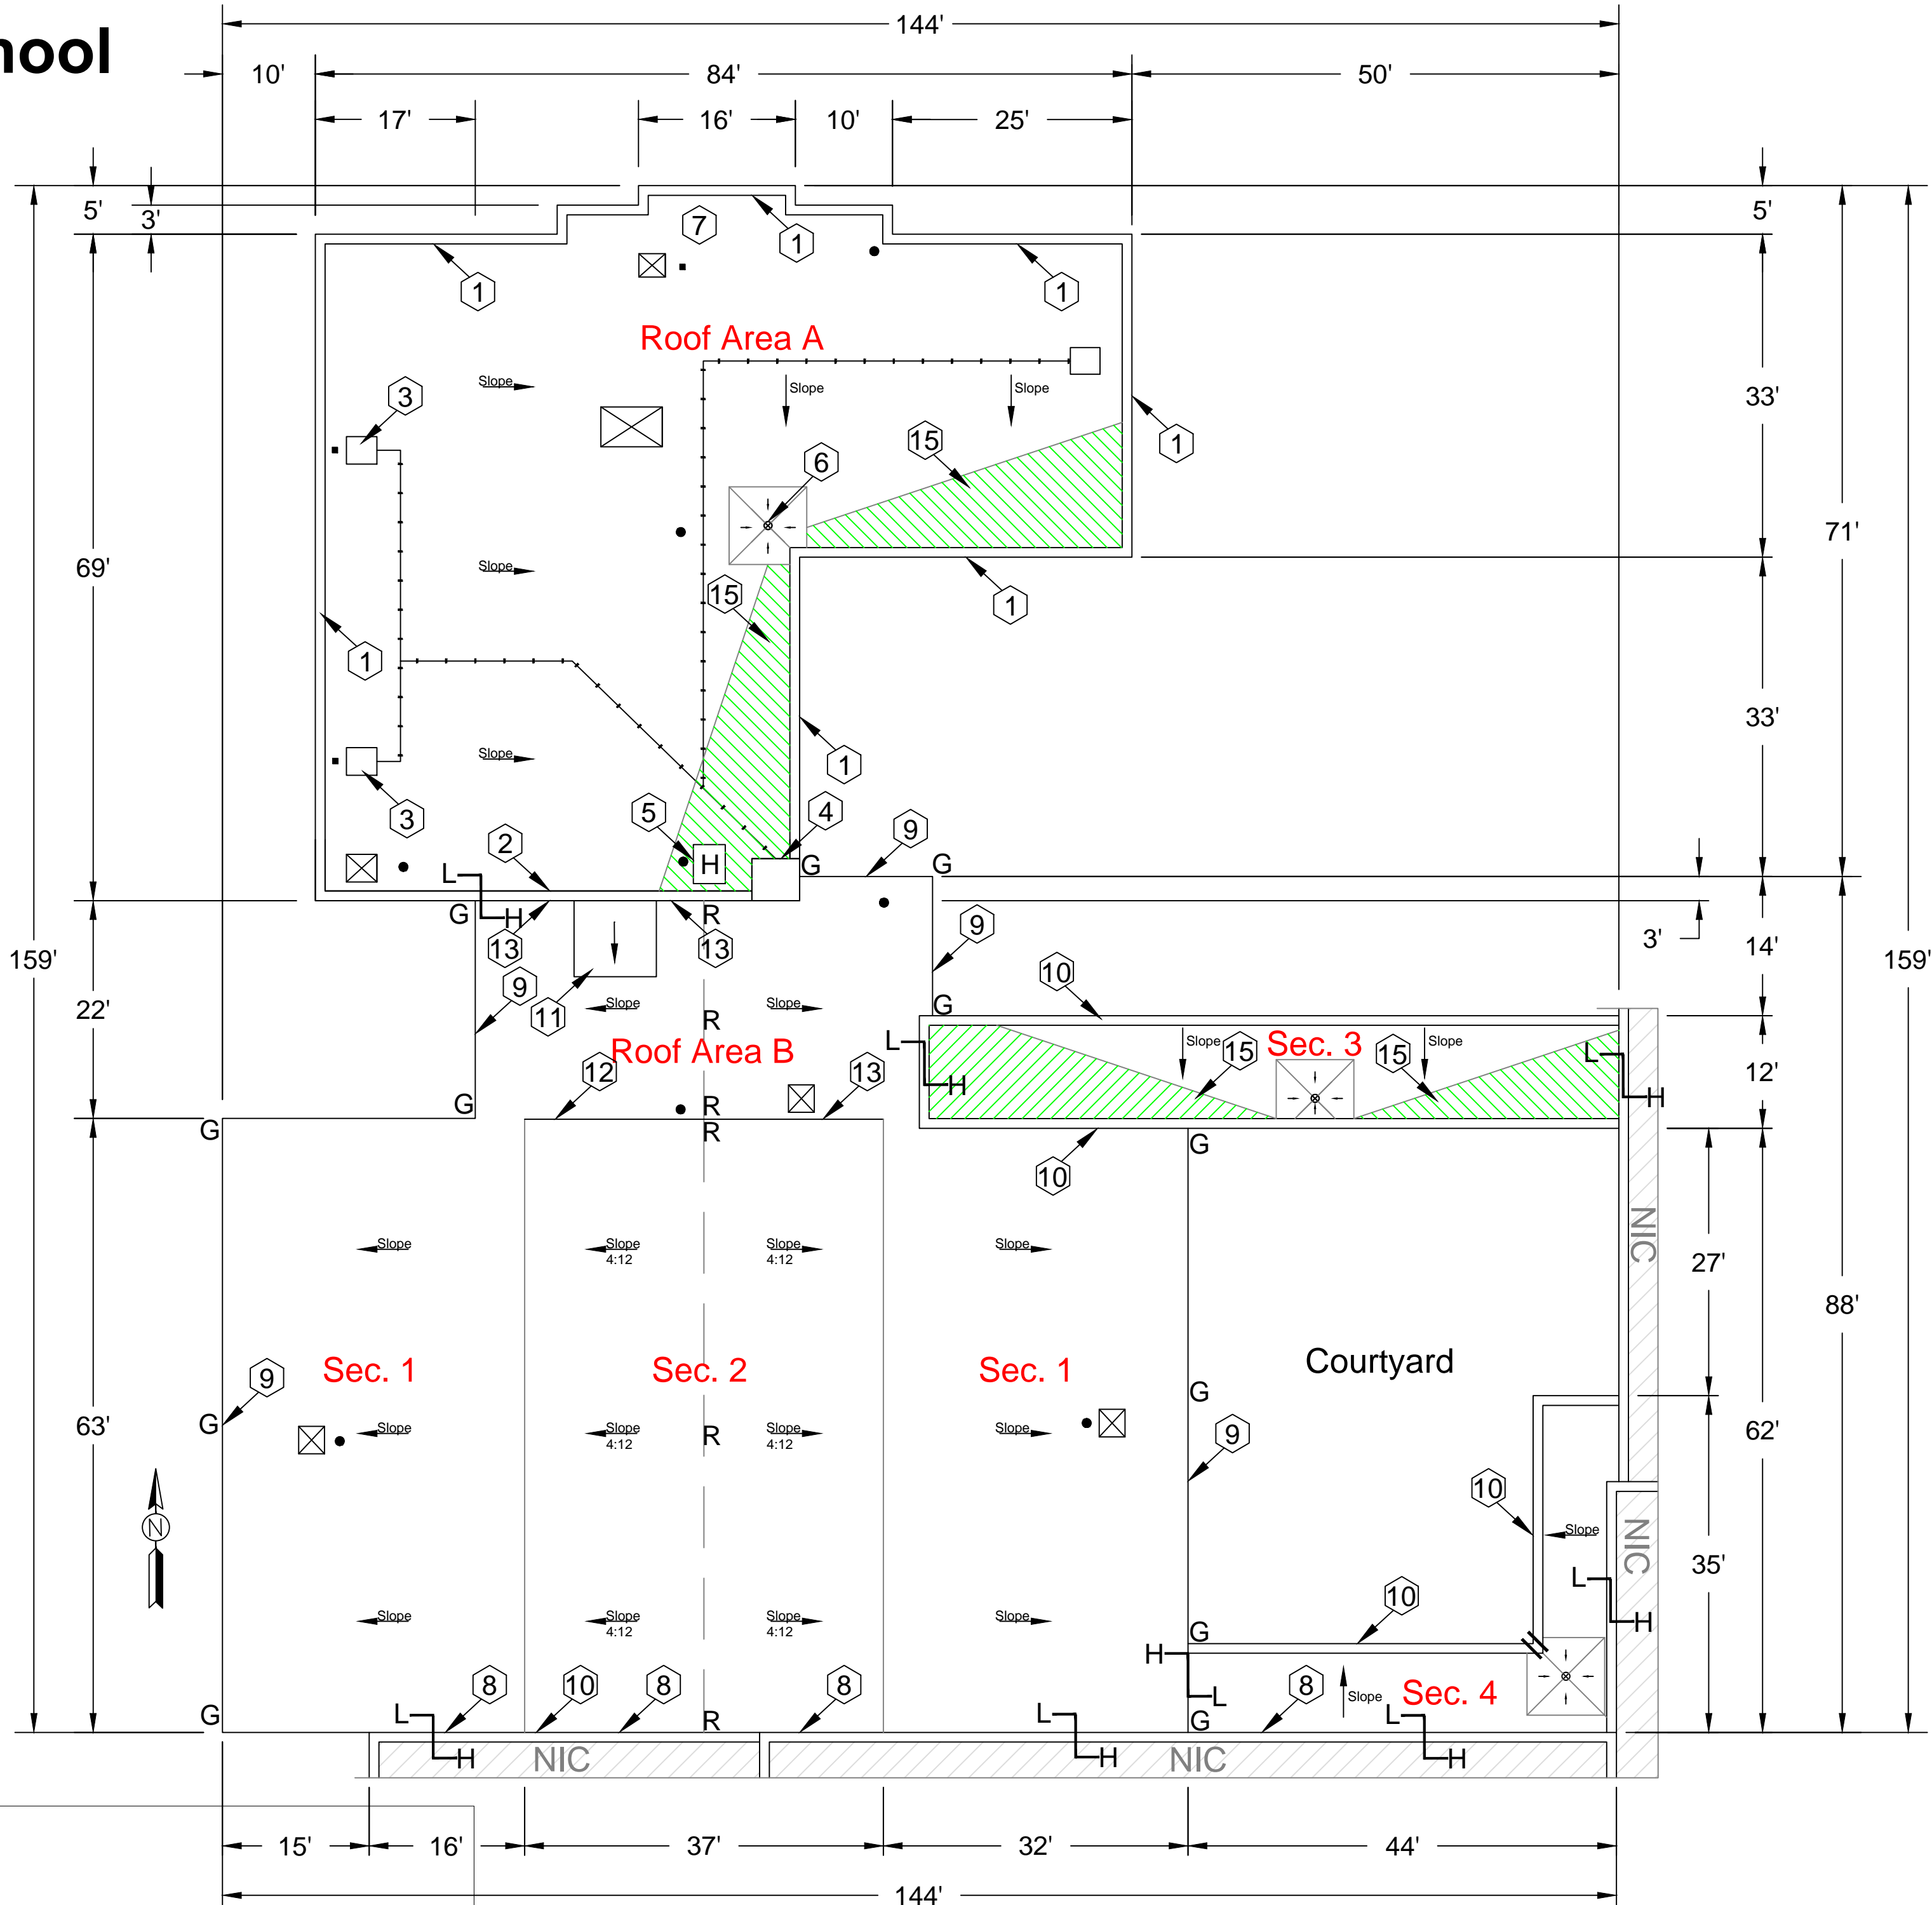 hool
144'
10' 84' 50'
17' 16' 10' 25'
5' 3' 5'
7 1
1 1
Roof Area A
Slope Slope Slope
3 33'
15 1
6
71'
69' Slope
15 1
1
33'
Slope 1
3 5 4 9
2 H G G
L
G H R
13 13 9 3' 14'
159' 159'
22' 9 11 10
Slope Slope G
R
Roof Area B L Slope 15 Sec. 3 15 Slope L
12 13 H 12'
G R H
G R G
10
NIC
Slope Slope 4:12 Slope 4:12 Slope 27'
88'
Courtyard
Sec. 1 Sec. 2 Sec. 1
9 G
G 63' Slope Slope 4:12 R Slope 4:12 Slope 9 62'
10
N Slope NIC
35'
L
10
Slope Slope 4:12 Slope 4:12 Slope G H
H
8 10 8 8 L 8 Slope Sec. 4
G L R L G L
H NIC H NIC H
15' 16' 37' 32' 44'
144'